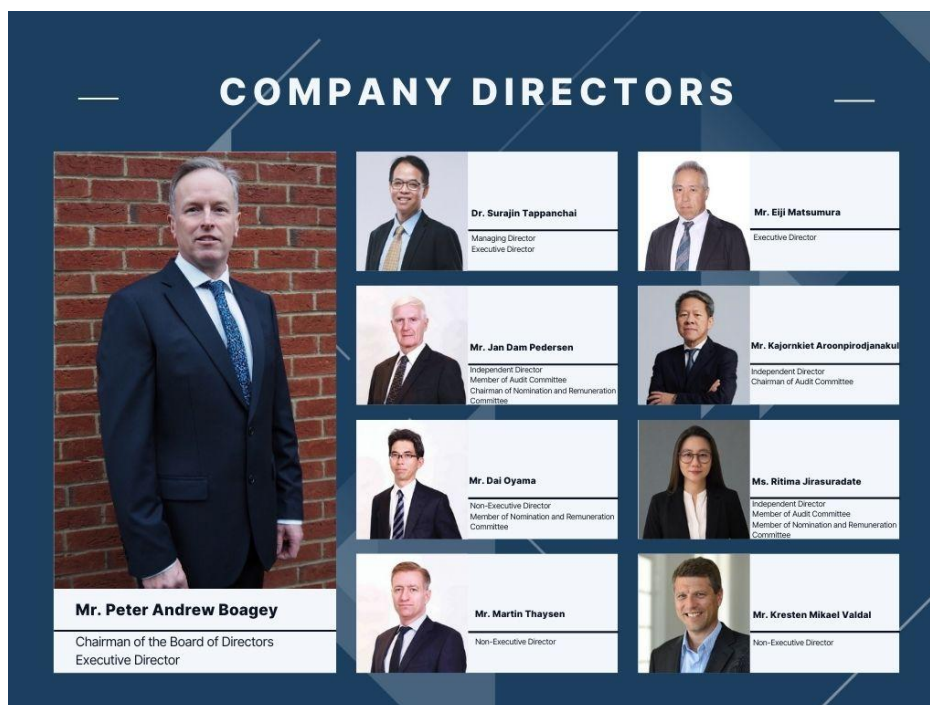 COMPANY DIRECTORS
Mr. Peter Andrew Boagey
Chairman of the Board of Directors
Executive Director
Dr. Surajin Tappanchai
Managing Director
Executive Director
Mr. Eiji Matsumura
Executive Director
Mr. Jan Dam Pedersen
Independent Director
Member of Audit Committee
Chairman of Nomination and Remuneration
Committee
Mr. Kajornkiet Aroonpirodjanakul
Independent Director
Chairman of Audit Committee
Mr. Dai Oyama
Non-Executive Director
Member of Nomination and Remuneration
Committee
Ms. Ritima Jirasuradate
Independent Director
Member of Audit Committee
Member of Nomination and Remuneration
Committee
Mr. Martin Thaysen
Non-Executive Director
Mr. Kresten Mikael Valdal
Non-Executive Director